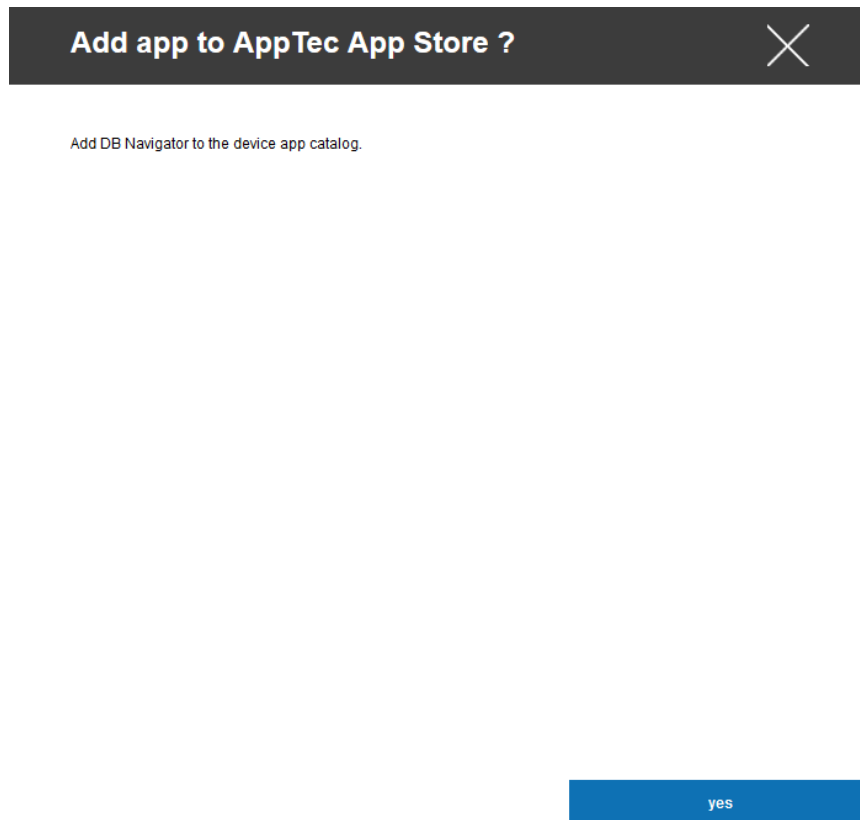 Add app to AppTec App Store ?
Add DB Navigator to the device app catalog.
yes